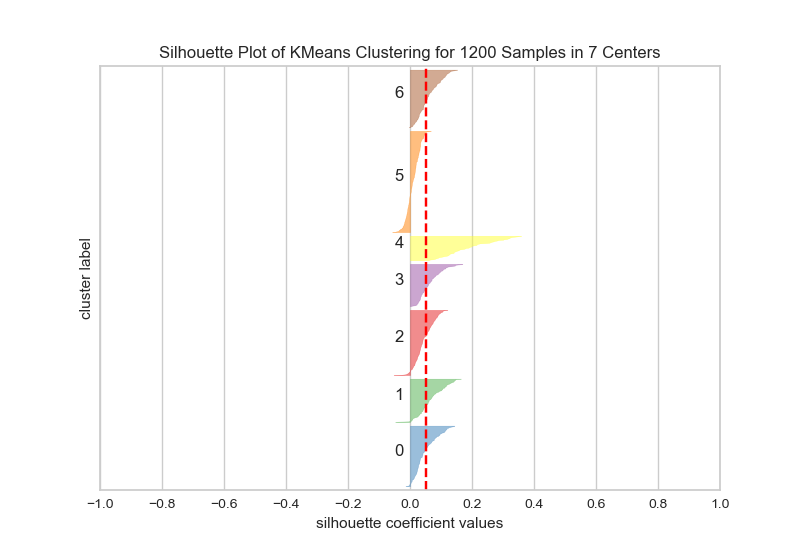 Silhouette Plot of KMeans Clustering for 1200 Samples in 7 Centers
6
5
4
3
2
1
0
cluster label
−1.0 −0.8 −0.6 −0.4 −0.2 0.0 0.2 0.4 0.6 0.8 1.0
silhouette coefficient values